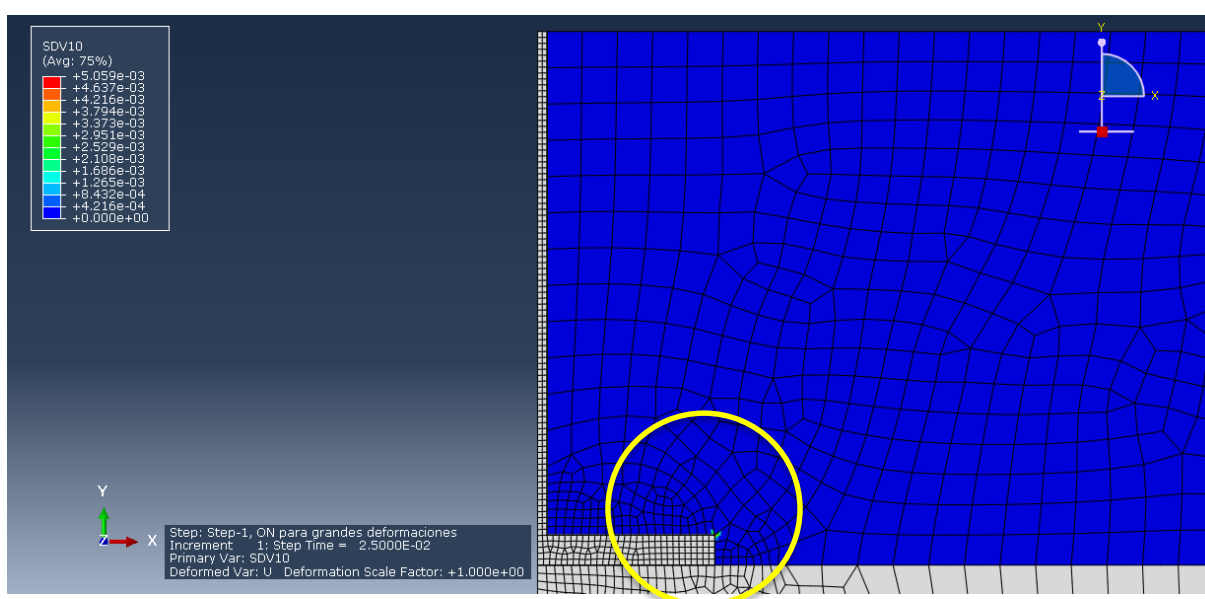 SDV10
(Avg: 75%)
+5.059e-03
+4.637e-03
+4.216e-03
+3.794e-03
+3.373e-03
+2.951e-03
+2.529e-03
+2.108e-03
+1.686e-03
+1.265e-03
+8.432e-04
+4.216e-04
+0.000e+00
Y
Z
X
Y
Z
X
Step: Step-1, ON para grandes deformaciones
Increment 1: Step Time = 2.5000E-02
Primary Var: SDV10
Deformed Var: U Deformation Scale Factor: +1.000e+00